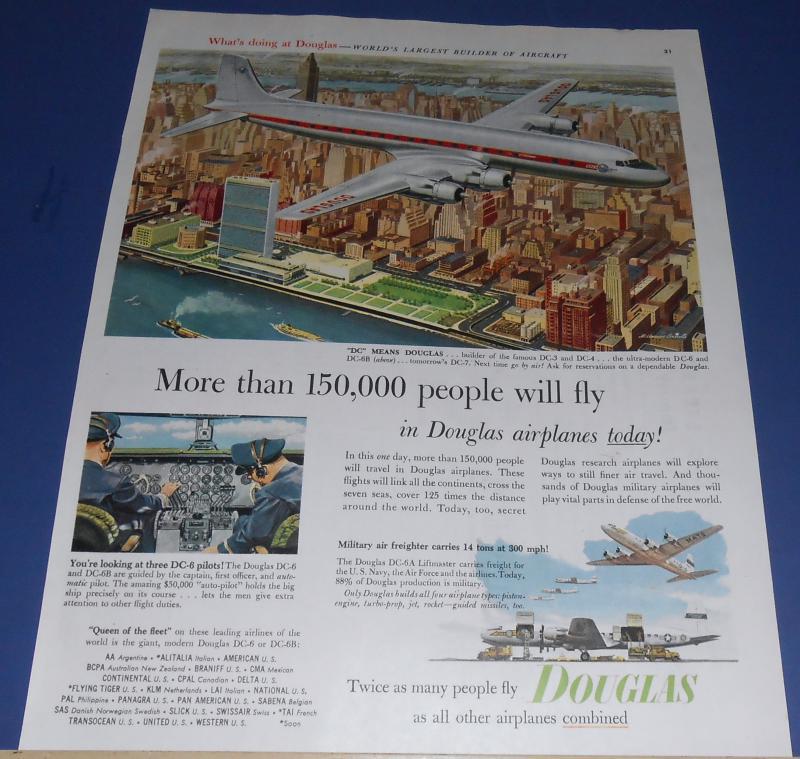 What's doing at Douglas—WORLD'S LARGEST BUILDER OF AIRCRAFT
21
DOUGLAS
DOUGLAS
"DC" MEANS DOUGLAS . . . builder of the famous DC-3 and DC-4 . . . the ultra-modern DC-6 and
DC-6B (above) . . . tomorrow's DC-7. Next time go by air! Ask for reservations on a dependable Douglas.
More than 150,000 people will fly
in Douglas airplanes today!
In this one day, more than 150,000 people
will travel in Douglas airplanes. These
flights will link all the continents, cross the
seven seas, cover 125 times the distance
around the world. Today, too, secret
Douglas research airplanes will explore
ways to still finer air travel. And thou-
sands of Douglas military airplanes will
play vital parts in defense of the free world.
You're looking at three DC-6 pilots! The Douglas DC-6
and DC-6B are guided by the captain, first officer, and auto-
matic pilot. The amazing $50,000 "auto-pilot" holds the big
ship precisely on its course . . . lets the men give extra
attention to other flight duties.
Military air freighter carries 14 tons at 300 mph!
The Douglas DC-6A Liftmaster carries freight for
the U. S. Navy, the Air Force and the airlines. Today,
88% of Douglas production is military.
Only Douglas builds all four airplane types: piston-
engine, turbo-prop, jet, rocket—guided missiles, too.
MATS
"Queen of the fleet" on these leading airlines of the
world is the giant, modern Douglas DC-6 or DC-6B:
AA Argentine • *ALITALIA Italian • AMERICAN U. S.
BCPA Australian New Zealand • BRANIFF U. S. • CMA Mexican
CONTINENTAL U. S. • CPAL Canadian • DELTA U. S.
*FLYING TIGER U. S. • KLM Netherlands • LAI Italian • NATIONAL U. S.
PAL Philippine • PANAGRA U. S. • PAN AMERICAN U. S. • SABENA Belgian
SAS Danish Norwegian Swedish • SLICK U. S. • SWISSAIR Swiss • *TAI French
TRANSOCEAN U. S. • UNITED U. S. • WESTERN U. S. *Soon
Twice as many people fly DOUGLAS
as all other airplanes combined